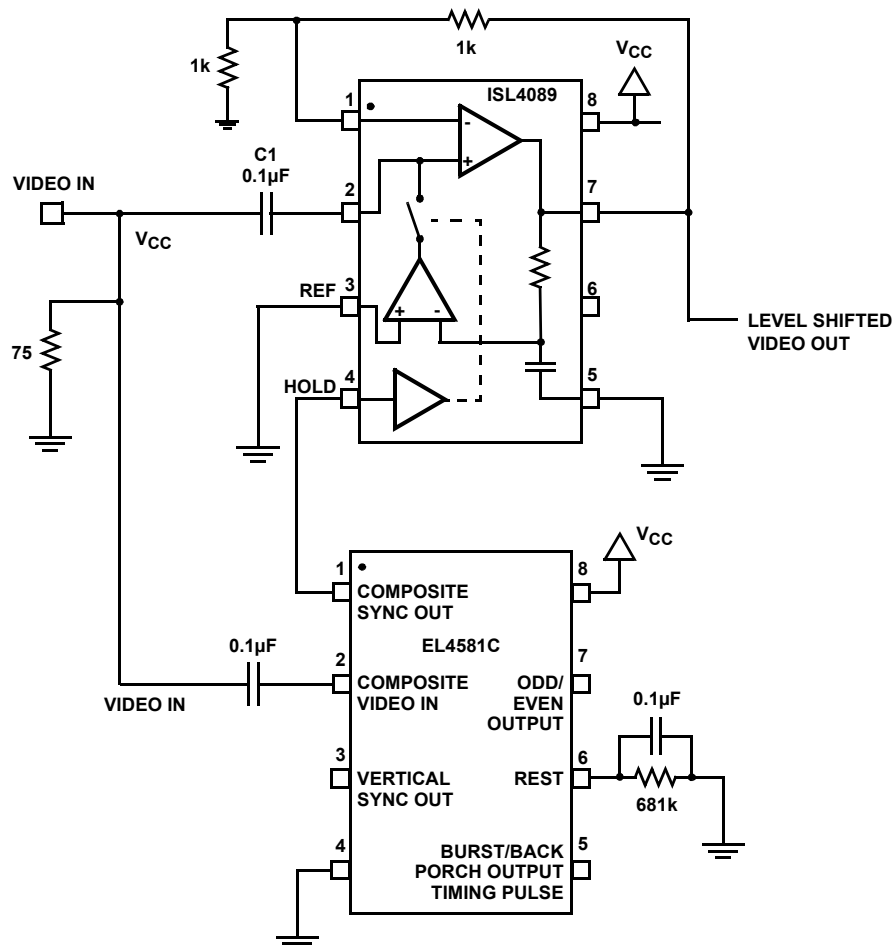 1k
1k
VCC
ISL4089
1
8
C1
0.1µF
VIDEO IN
2
7
VCC
-
+
REF
3
6
+ -
75
LEVEL SHIFTED
VIDEO OUT
HOLD
4
5
VCC
1
8
COMPOSITE
SYNC OUT
EL4581C
0.1µF
2
7
COMPOSITE
VIDEO IN
ODD/
EVEN
OUTPUT
VIDEO IN
0.1µF
3
6
VERTICAL
SYNC OUT
REST
681k
4
5
BURST/BACK
PORCH OUTPUT
TIMING PULSE